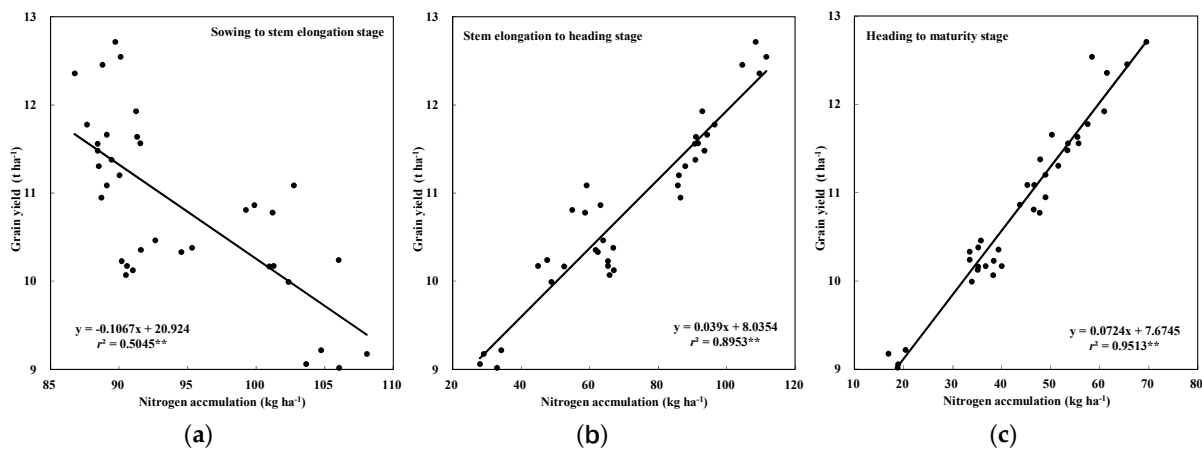 Sowing to stem elongation stage
13
12
11
10
9
Grain yield (t ha⁻¹)
y = -0.1067x + 20.924
r² = 0.5045**
85 90 95 100 105 110
Nitrogen accmulation (kg ha⁻¹)
(a)
Stem elongation to heading stage
13
12
11
10
9
Grain yield (t ha⁻¹)
y = 0.039x + 8.0354
r² = 0.8953**
20 40 60 80 100 120
Nitrogen accmulation (kg ha⁻¹)
(b)
Heading to maturity stage
13
12
11
10
9
Grain yield (t ha⁻¹)
y = 0.0724x + 7.6745
r² = 0.9513**
10 20 30 40 50 60 70 80
Nitrogen accmulation (kg ha⁻¹)
(c)